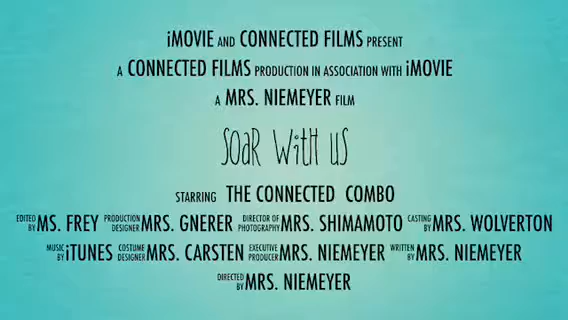 iMOVIE AND CONNECTED FILMS PRESENT
A CONNECTED FILMS PRODUCTION IN ASSOCIATION WITH iMOVIE
A MRS. NIEMEYER FILM
SOaR WitH uS
STARRING THE CONNECTED COMBO
EDITED BY MS. FREY PRODUCTION DESIGNER MRS. GNERER DIRECTOR OF PHOTOGRAPHY MRS. SHIMAMOTO CASTING BY MRS. WOLVERTON
MUSIC BY iTUNES COSTUME DESIGNER MRS. CARSTEN EXECUTIVE PRODUCER MRS. NIEMEYER WRITTEN BY MRS. NIEMEYER
DIRECTED BY MRS. NIEMEYER